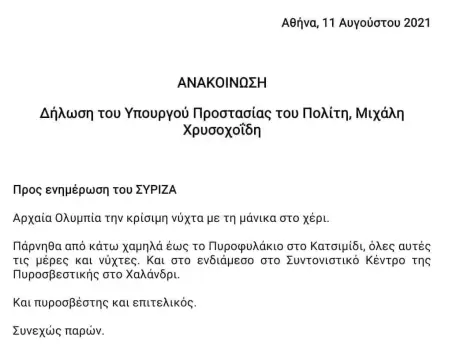 Αθήνα, 11 Αυγούστου 2021
ΑΝΑΚΟΙΝΩΣΗ
Δήλωση του Υπουργού Προστασίας του Πολίτη, Μιχάλη
Χρυσοχοΐδη
Προς ενημέρωση του ΣΥΡΙΖΑ
Αρχαία Ολυμπία την κρίσιμη νύχτα με τη μάνικα στο χέρι.
Πάρνηθα από κάτω χαμηλά έως το Πυροφυλάκιο στο Κατσιμίδι, όλες αυτές
τις μέρες και νύχτες. Και στο ενδιάμεσο στο Συντονιστικό Κέντρο της
Πυροσβεστικής στο Χαλάνδρι.
Και πυροσβέστης και επιτελικός.
Συνεχώς παρών.